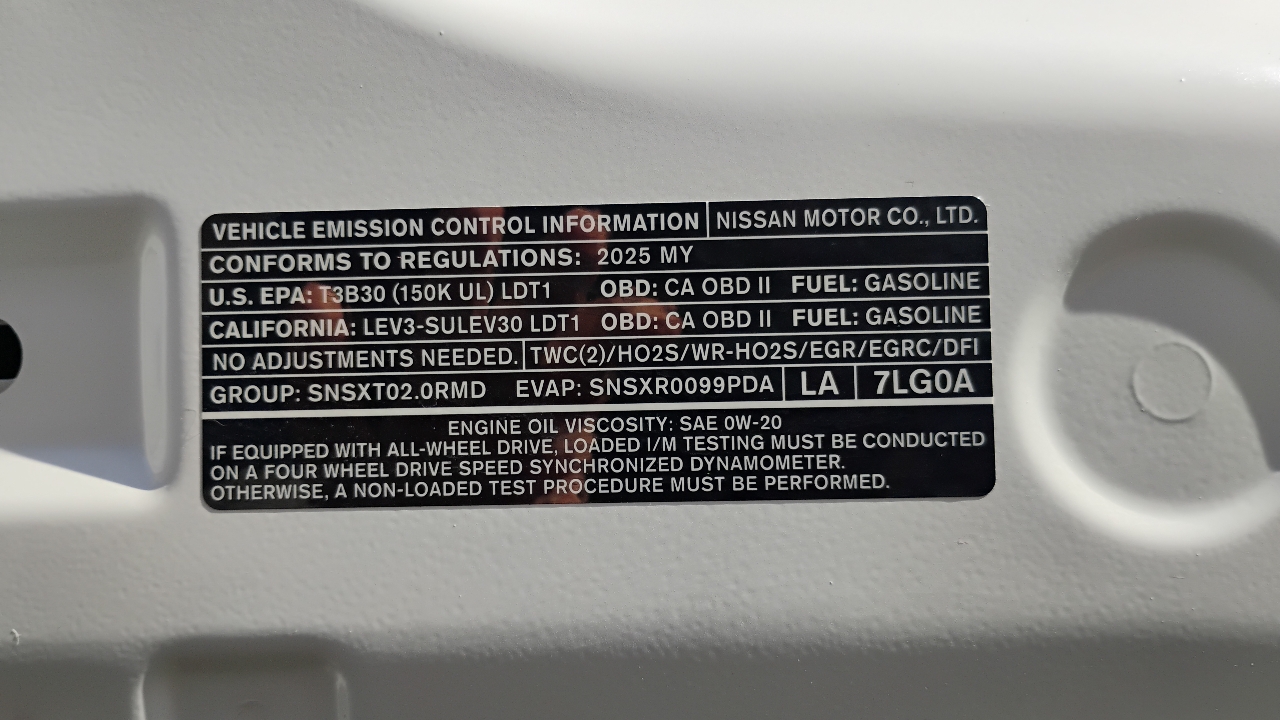 VEHICLE EMISSION CONTROL INFORMATION NISSAN MOTOR CO., LTD.
CONFORMS TO REGULATIONS: 2025 MY
U.S. EPA: T3B30 (150K UL) LDT1 OBD: CA OBD II FUEL: GASOLINE
CALIFORNIA: LEV3-SULEV30 LDT1 OBD: CA OBD II FUEL: GASOLINE
NO ADJUSTMENTS NEEDED. TWC(2)/HO2S/WR-HO2S/EGR/EGRC/DFI
GROUP: SNSXT02.0RMD EVAP: SNSXR0099PDA LA 7LG0A
ENGINE OIL VISCOSITY: SAE 0W-20
IF EQUIPPED WITH ALL-WHEEL DRIVE, LOADED I/M TESTING MUST BE CONDUCTED
ON A FOUR WHEEL DRIVE SPEED SYNCHRONIZED DYNAMOMETER.
OTHERWISE, A NON-LOADED TEST PROCEDURE MUST BE PERFORMED.